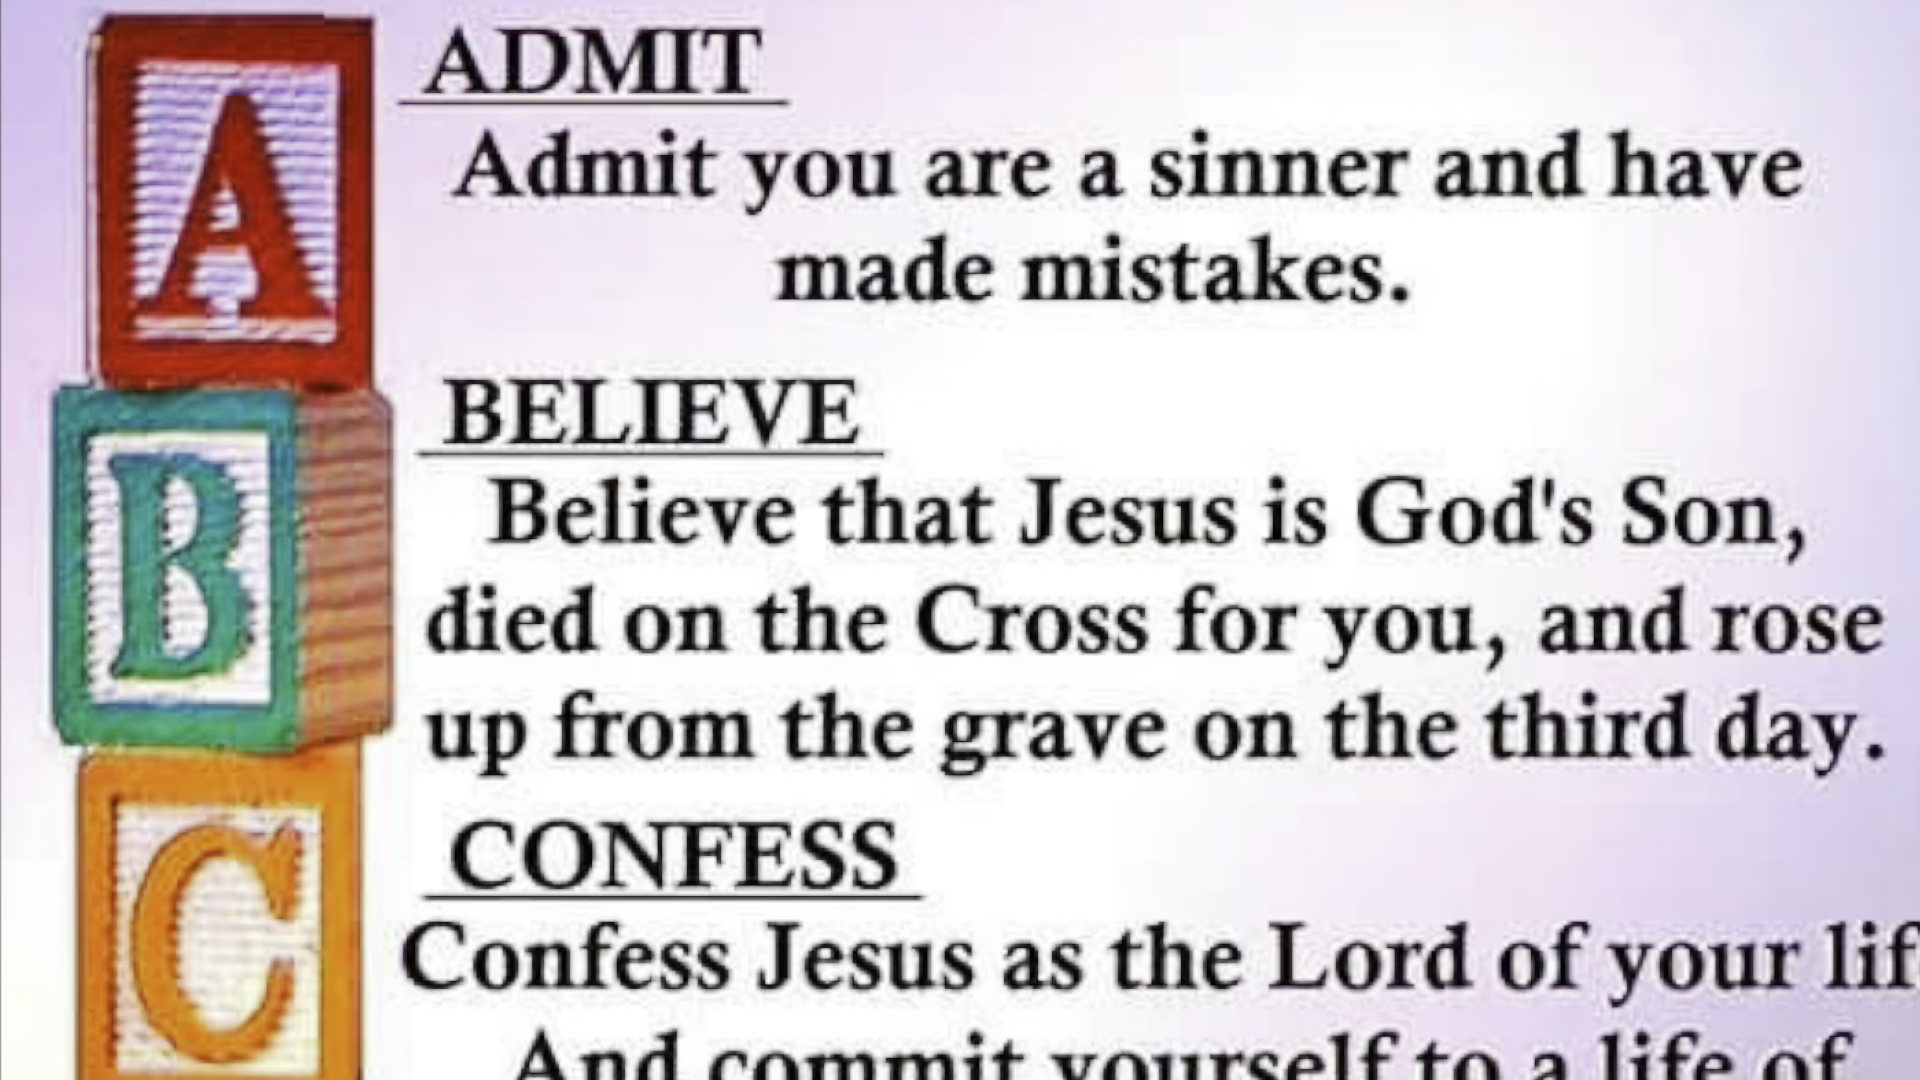 A
ADMIT
Admit you are a sinner and have
made mistakes.
B
BELIEVE
Believe that Jesus is God's Son,
died on the Cross for you, and rose
up from the grave on the third day.
C
CONFESS
Confess Jesus as the Lord of your lif
And commit yourself to a life of